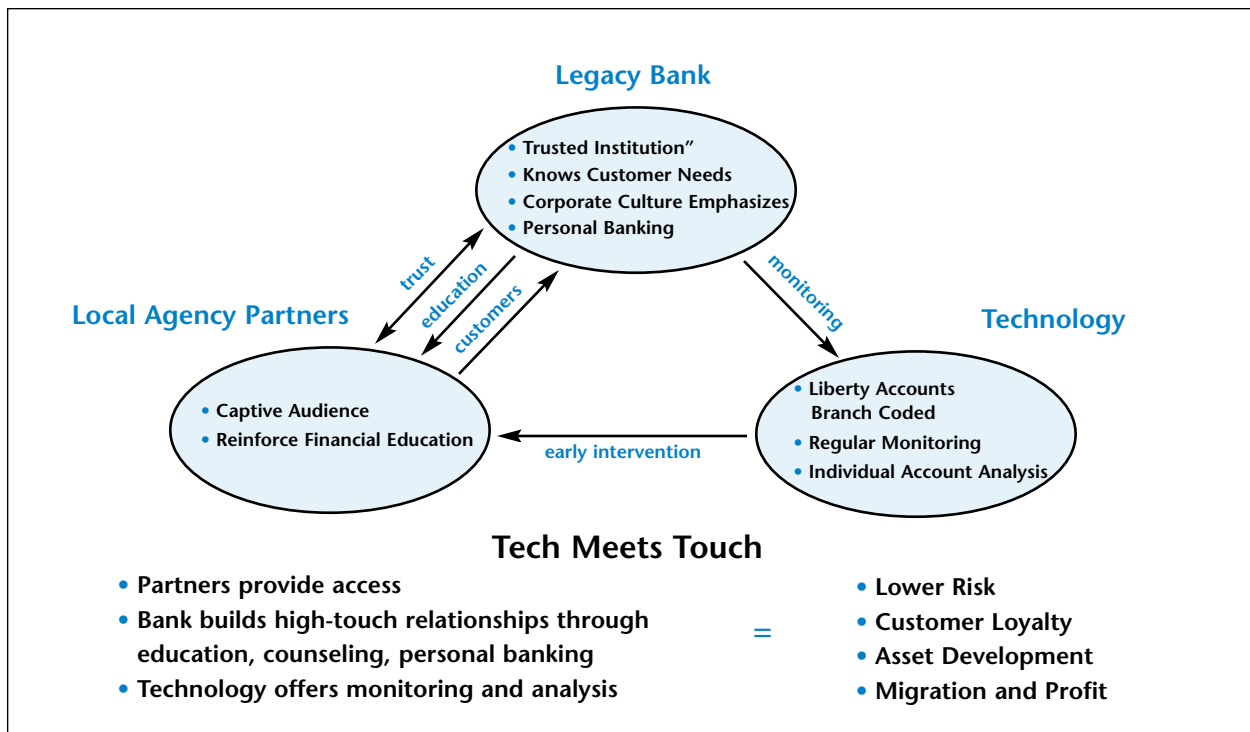 Legacy Bank
• Trusted Institution”
• Knows Customer Needs
• Corporate Culture Emphasizes
• Personal Banking
trust
education
customers
monitoring
Local Agency Partners
Technology
• Captive Audience
• Reinforce Financial Education
• Liberty Accounts
Branch Coded
• Regular Monitoring
• Individual Account Analysis
early intervention
Tech Meets Touch
• Partners provide access
• Bank builds high-touch relationships through
education, counseling, personal banking
• Technology offers monitoring and analysis
=
• Lower Risk
• Customer Loyalty
• Asset Development
• Migration and Profit